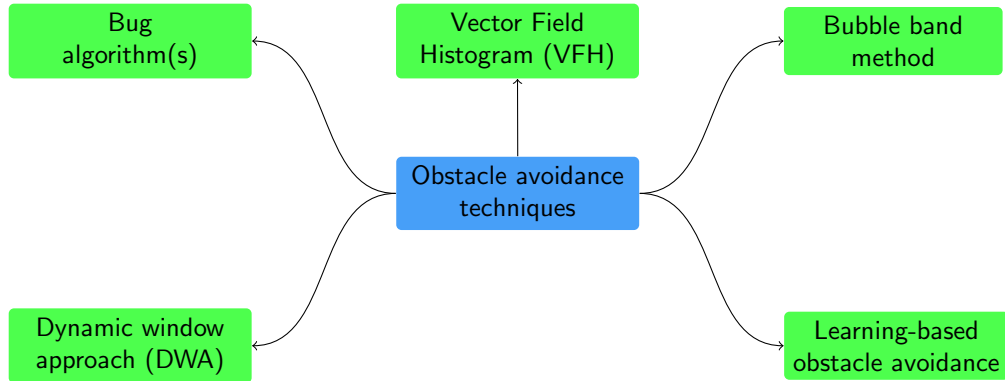 Bug
algorithm(s)
Vector Field
Histogram (VFH)
Bubble band
method
Obstacle avoidance
techniques
Dynamic window
approach (DWA)
Learning-based
obstacle avoidance